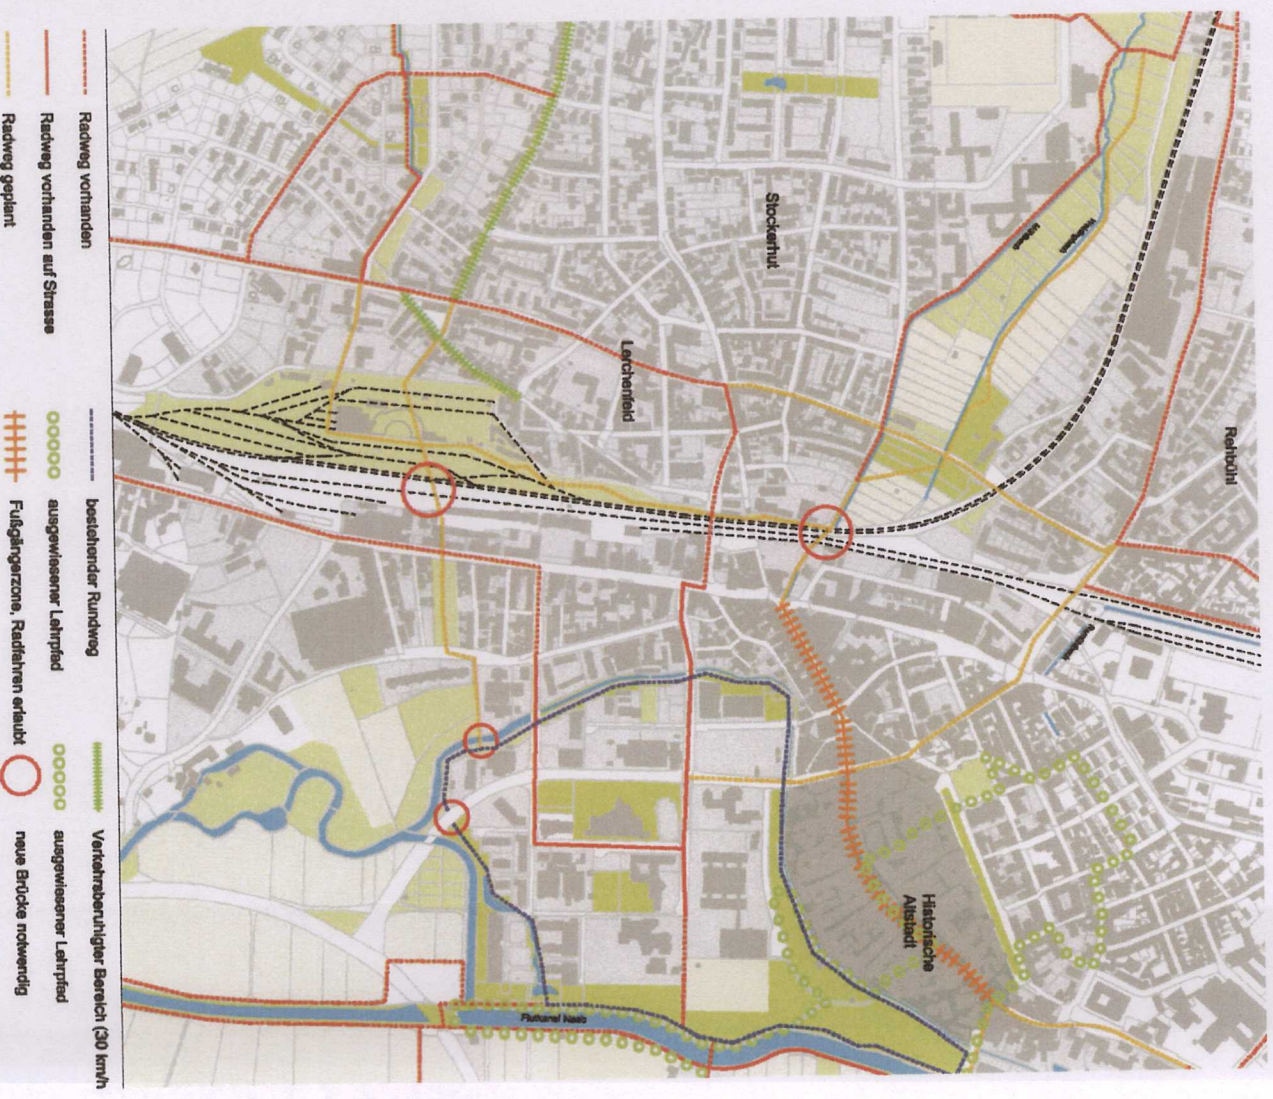 Rehbühl
Stockerhut
Lerchenfeld
Historische
Altstadt
Flutkanal Naab
Radweg vorhanden
bestehender Rundweg
Verkehrsberuhigter Bereich (30 km/h
Radweg vorhanden auf Strasse
ausgewiesener Lehrpfad
ausgewiesener Lehrpfad
Radweg geplant
Fußgängerzone, Radfahren erlaubt
neue Brücke notwendig